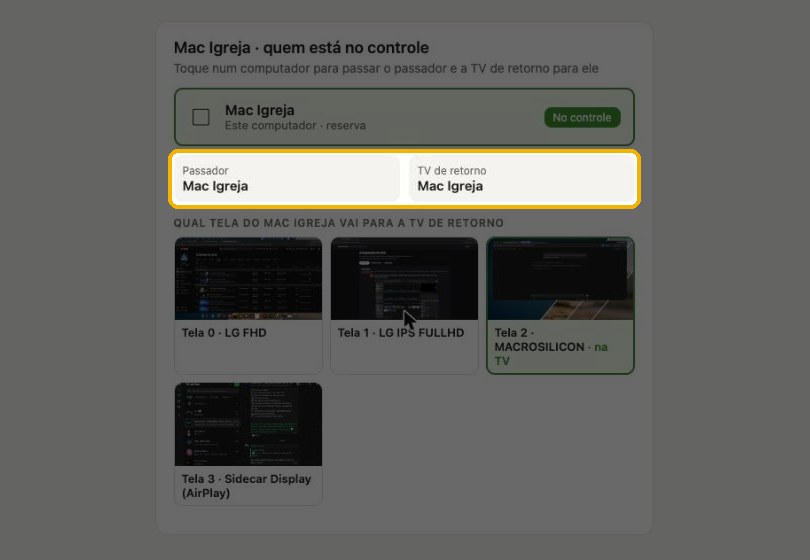 Mac Igreja · quem está no controle
Toque num computador para passar o passador e a TV de retorno para ele
Mac Igreja
Este computador · reserva
No controle
Passador
Mac Igreja
TV de retorno
Mac Igreja
QUAL TELA DO MAC IGREJA VAI PARA A TV DE RETORNO
Tela 0 · LG FHD
Tela 1 · LG IPS FULLHD
Tela 2 ·
MACROSILICON · na
TV
Tela 3 · Sidecar Display
(AirPlay)